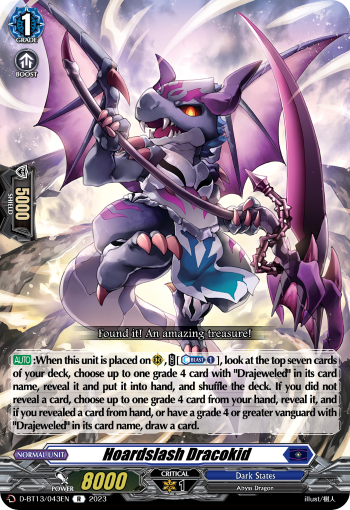 1
GRADE
BOOST
5000
SHIELD
Found it! An amazing treasure!
AUTO:When this unit is placed on R, COST[C BLAST 1], look at the top seven cards
of your deck, choose up to one grade 4 card with "Drajeweled" in its card
name, reveal it and put it into hand, and shuffle the deck. If you did not
reveal a card, choose up to one grade 4 card from your hand, reveal it, and
if you revealed a card from hand, or have a grade 4 or greater vanguard with
"Drajeweled" in its card name, draw a card.
NORMAL UNIT
Hoardslash Dracokid
POWER 8000 CRITICAL 1
Dark States
Abyss Dragon
D-BT13/043EN R 2023 illust/樹人